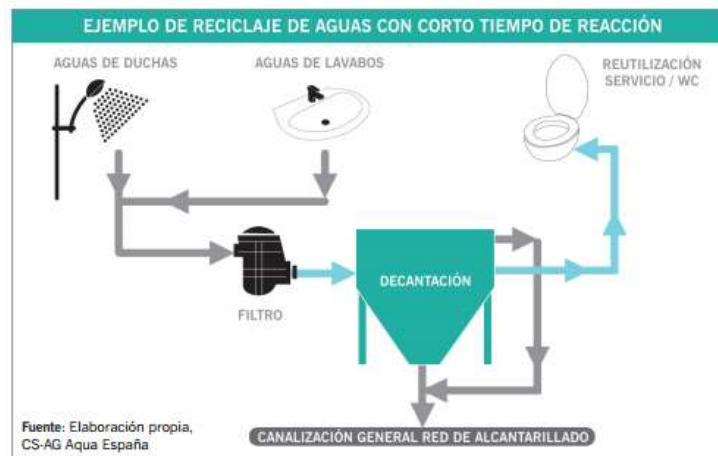 EJEMPLO DE RECICLAJE DE AGUAS CON CORTO TIEMPO DE REACCIÓN
AGUAS DE DUCHAS
AGUAS DE LAVABOS
REUTILIZACIÓN
SERVICIO / WC
FILTRO
DECANTACIÓN
Fuente: Elaboración propia,
CS-AG Aqua España
CANALIZACIÓN GENERAL RED DE ALCANTARILLADO